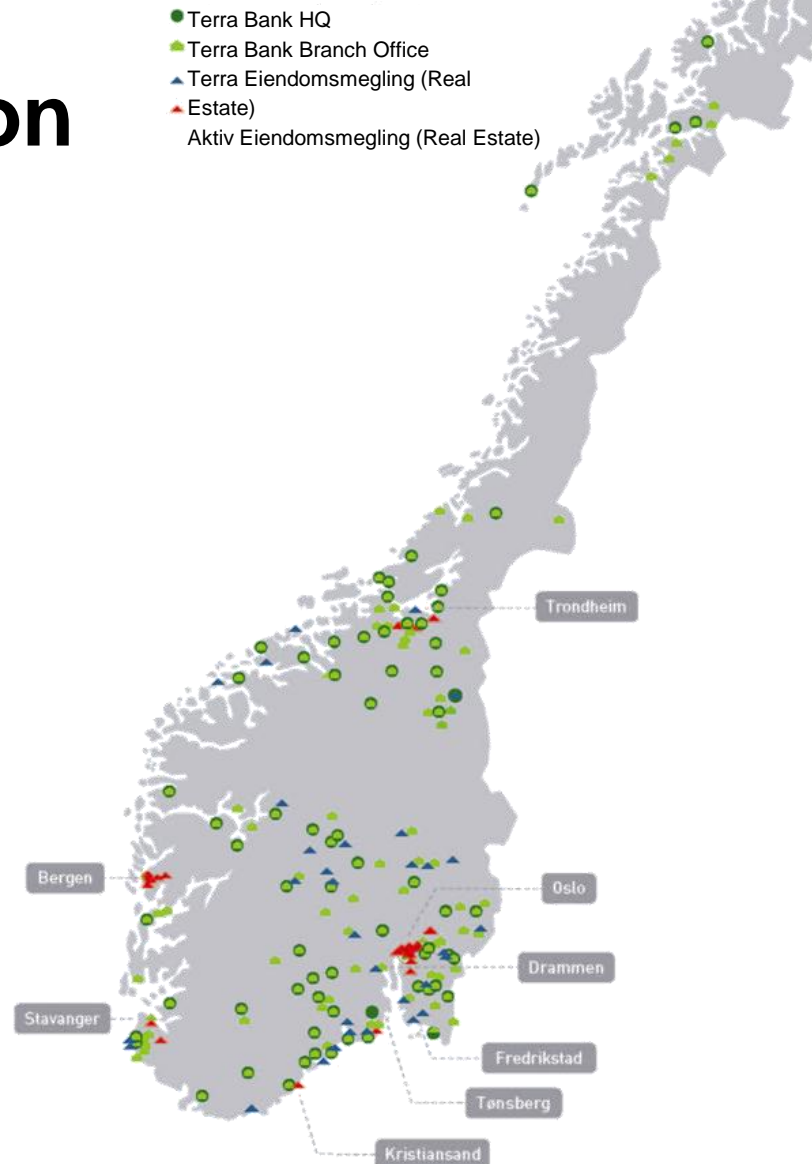 on
Terra Bank HQ
Terra Bank Branch Office
Terra Eiendomsmegling (Real
Estate)
Aktiv Eiendomsmegling (Real Estate)
Trondheim
Bergen
Oslo
Drammen
Stavanger
Fredrikstad
Tønsberg
Kristiansand